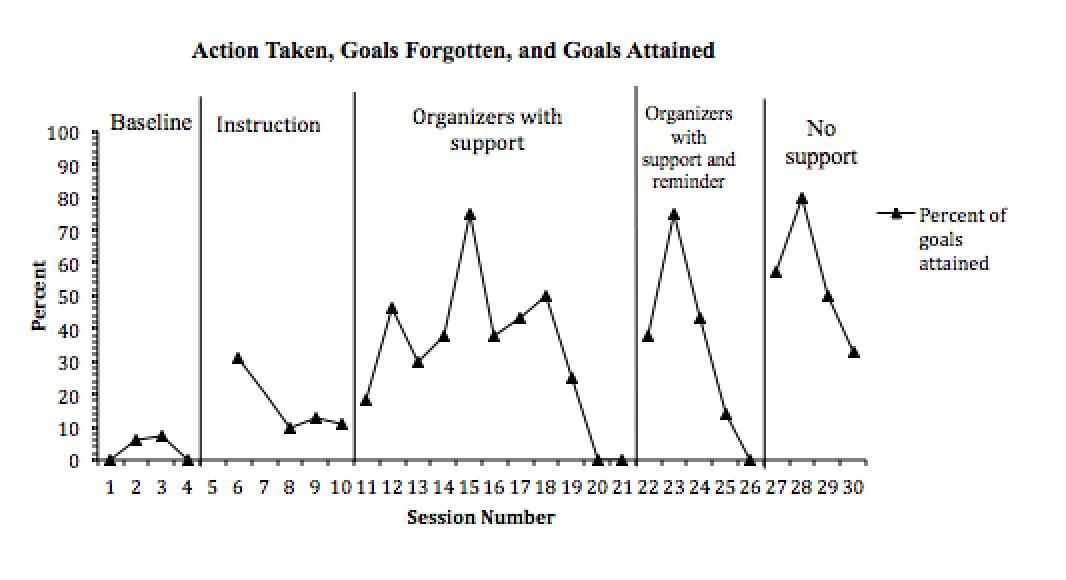 Action Taken, Goals Forgotten, and Goals Attained
Baseline
Instruction
Organizers with
support
Organizers
with
support and
reminder
No
support
100
90
80
70
60
50
40
30
20
10
0
Percent
Percent of
goals
attained
1 2 3 4 5 6 7 8 9 10 11 12 13 14 15 16 17 18 19 20 21 22 23 24 25 26 27 28 29 30
Session Number